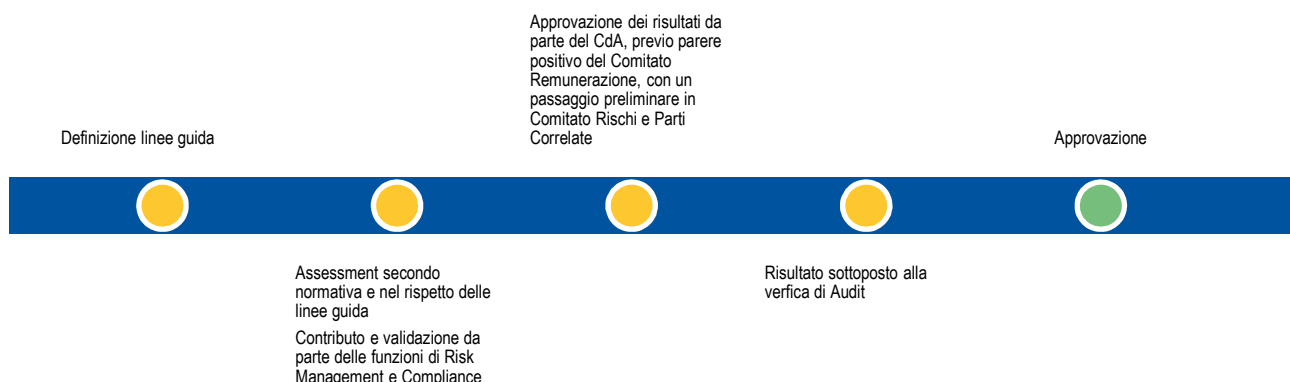 Definizione linee guida
Assessment secondo
normativa e nel rispetto delle
linee guida
Contributo e validazione da
parte delle funzioni di Risk
Management e Compliance
Approvazione dei risultati da
parte del CdA, previo parere
positivo del Comitato
Remunerazione, con un
passaggio preliminare in
Comitato Rischi e Parti
Correlate
Risultato sottoposto alla
verfica di Audit
Approvazione